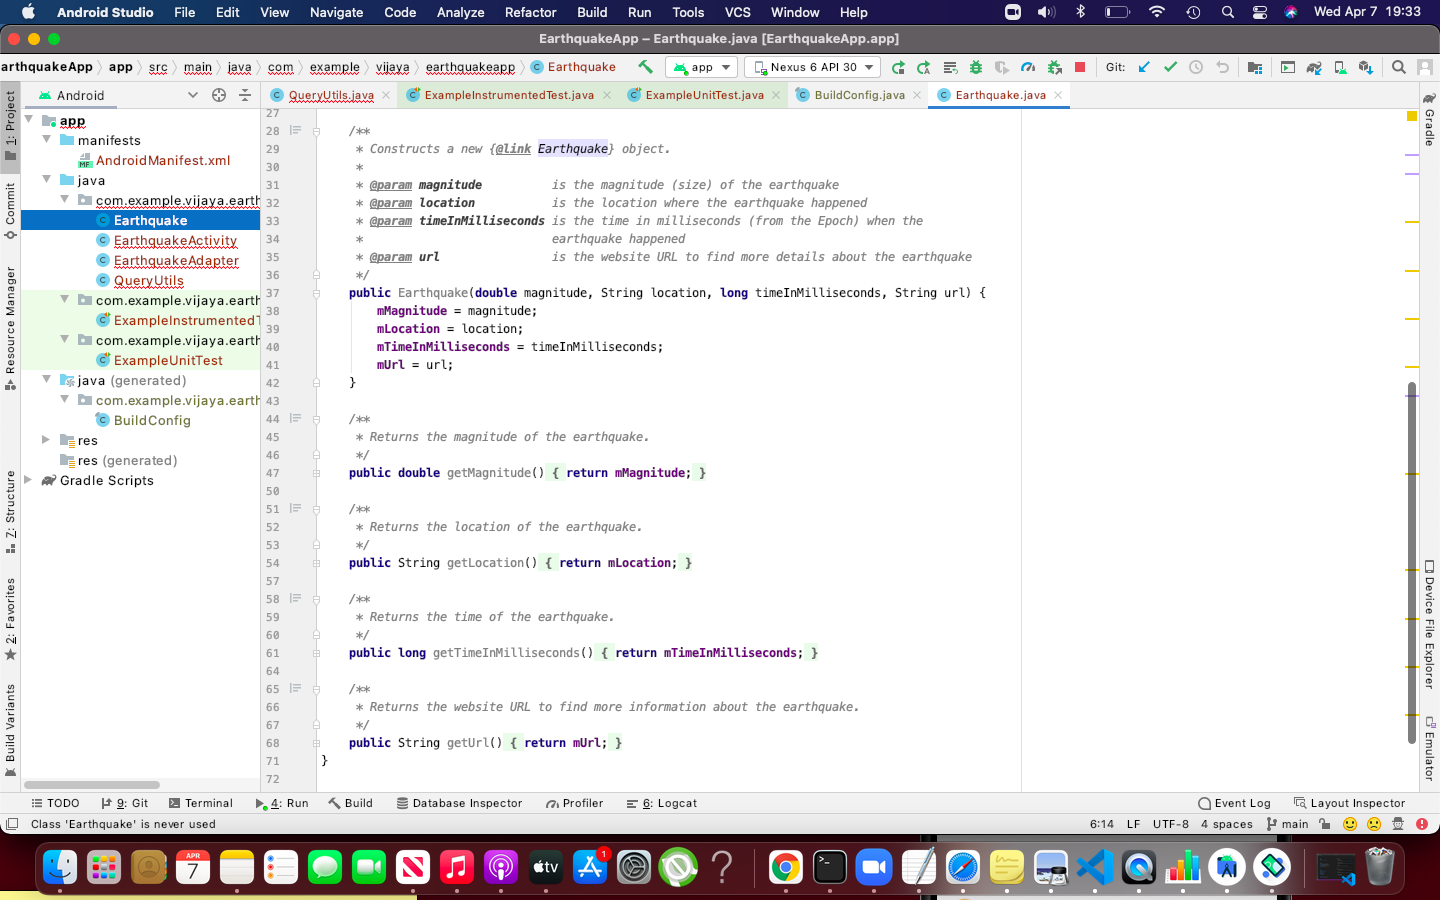 Android Studio File Edit View Navigate Code Analyze Refactor Build Run Tools VCS Window Help Wed Apr 7 19:33
EarthquakeApp – Earthquake.java [EarthquakeApp.app]
arthquakeApp app src main java com example vijaya earthquakeapp Earthquake app Nexus 6 API 30 Git:
Android
QueryUtils.java ExampleInstrumentedTest.java ExampleUnitTest.java BuildConfig.java Earthquake.java
1: Project
Commit
Resource Manager
Z: Structure
2: Favorites
Build Variants
app
manifests
AndroidManifest.xml
java
com.example.vijaya.earth
Earthquake
EarthquakeActivity
EarthquakeAdapter
QueryUtils
com.example.vijaya.earth
ExampleInstrumentedT
com.example.vijaya.earth
ExampleUnitTest
java (generated)
com.example.vijaya.earth
BuildConfig
res
res (generated)
Gradle Scripts
27
28 /**
29 * Constructs a new {@link Earthquake} object.
30 *
31 * @param magnitude is the magnitude (size) of the earthquake
32 * @param location is the location where the earthquake happened
33 * @param timeInMilliseconds is the time in milliseconds (from the Epoch) when the
34 * earthquake happened
35 * @param url is the website URL to find more details about the earthquake
36 */
37 public Earthquake(double magnitude, String location, long timeInMilliseconds, String url) {
38 mMagnitude = magnitude;
39 mLocation = location;
40 mTimeInMilliseconds = timeInMilliseconds;
41 mUrl = url;
42 }
43
44 /**
45 * Returns the magnitude of the earthquake.
46 */
47 public double getMagnitude() { return mMagnitude; }
50
51 /**
52 * Returns the location of the earthquake.
53 */
54 public String getLocation() { return mLocation; }
57
58 /**
59 * Returns the time of the earthquake.
60 */
61 public long getTimeInMilliseconds() { return mTimeInMilliseconds; }
64
65 /**
66 * Returns the website URL to find more information about the earthquake.
67 */
68 public String getUrl() { return mUrl; }
71 }
72
Gradle
Device File Explorer
Emulator
TODO 9: Git Terminal 4: Run Build Database Inspector Profiler 6: Logcat Event Log Layout Inspector
Class 'Earthquake' is never used 6:14 LF UTF-8 4 spaces main
APR
7
tv
1